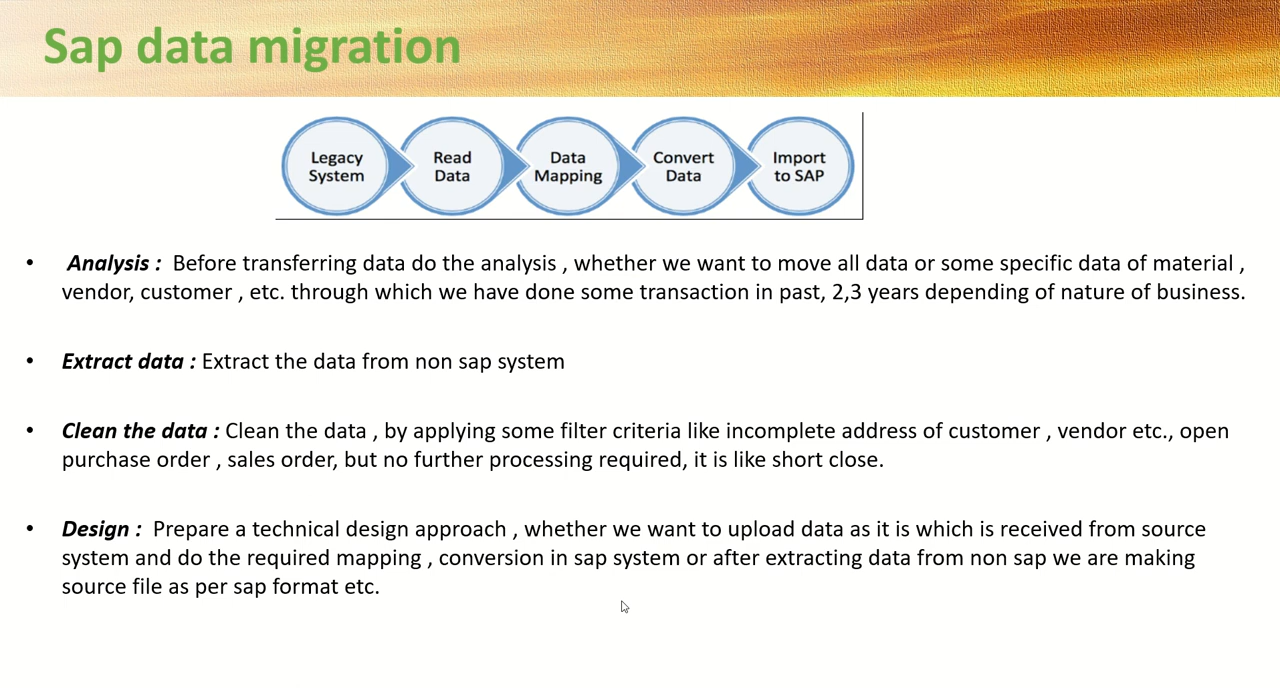 Sap data migration
Legacy
System
Read
Data
Data
Mapping
Convert
Data
Import
to SAP
• Analysis : Before transferring data do the analysis , whether we want to move all data or some specific data of material ,
vendor, customer , etc. through which we have done some transaction in past, 2,3 years depending of nature of business.
• Extract data : Extract the data from non sap system
• Clean the data : Clean the data , by applying some filter criteria like incomplete address of customer , vendor etc., open
purchase order , sales order, but no further processing required, it is like short close.
• Design : Prepare a technical design approach , whether we want to upload data as it is which is received from source
system and do the required mapping , conversion in sap system or after extracting data from non sap we are making
source file as per sap format etc.